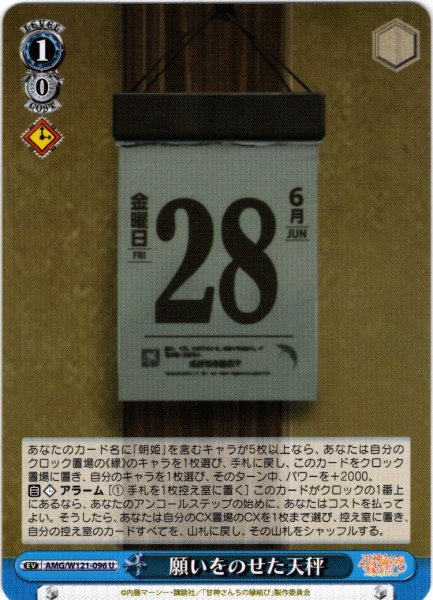 LEVEL
1
0
COST
金曜日
FRI
28
6月
JUN
あなたのカード名に「朝姫」を含むキャラが5枚以上なら、あなたは自分の
クロック置場の《縁》のキャラを1枚選び、手札に戻し、このカードをクロック
置場に置き、自分のキャラを1枚選び、そのターン中、パワーを+2000。
自 アラーム [① 手札を1枚控え室に置く] このカードがクロックの1番上
にあるなら、あなたのアンコールステップの始めに、あなたはコストを払って
よい。そうしたら、あなたは自分のCX置場のCXを1枚まで選び、控え室に置き、
自分の控え室のカードすべてを、山札に戻し、その山札をシャッフルする。
EV AMG/W121-096 U
願いをのせた天秤
甘神さんちの縁結び
©内藤マーシー・講談社／「甘神さんちの縁結び」製作委員会